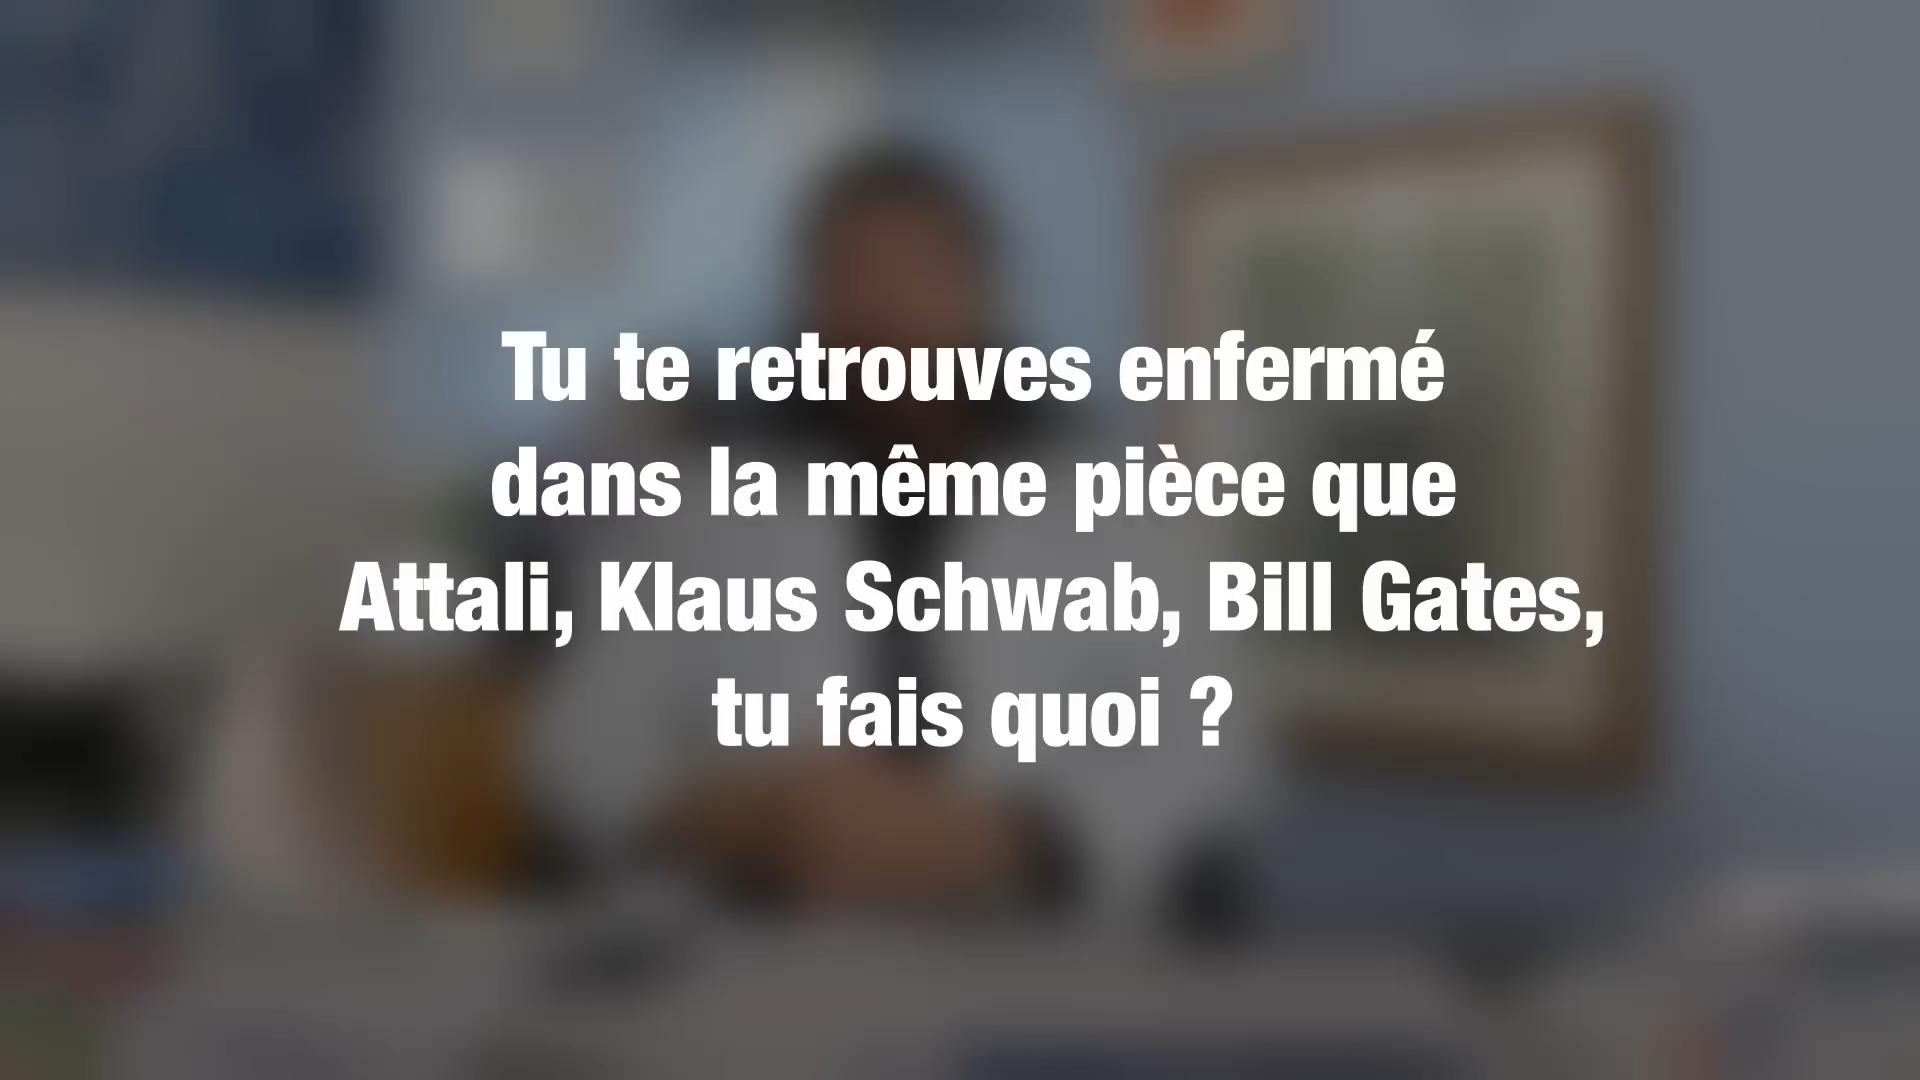 Tu te retrouves enfermé
dans la même pièce que
Attali, Klaus Schwab, Bill Gates,
tu fais quoi ?